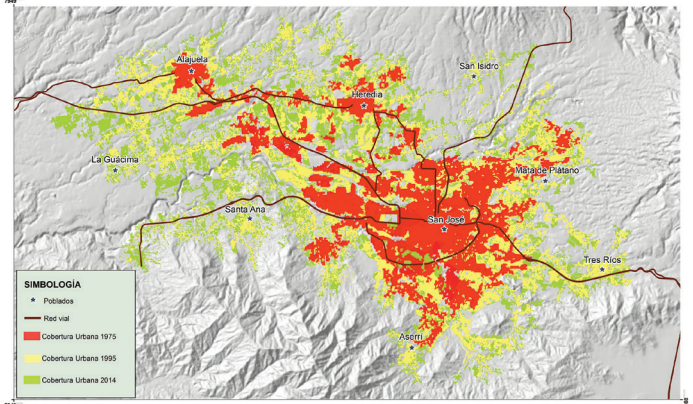 Alajuela
San Isidro
Heredia
La Guácima
Mata de Plátano
Santa Ana
San José
Tres Ríos
Aserrí
SIMBOLOGÍA
Poblados
Red vial
Cobertura Urbana 1975
Cobertura Urbana 1995
Cobertura Urbana 2014